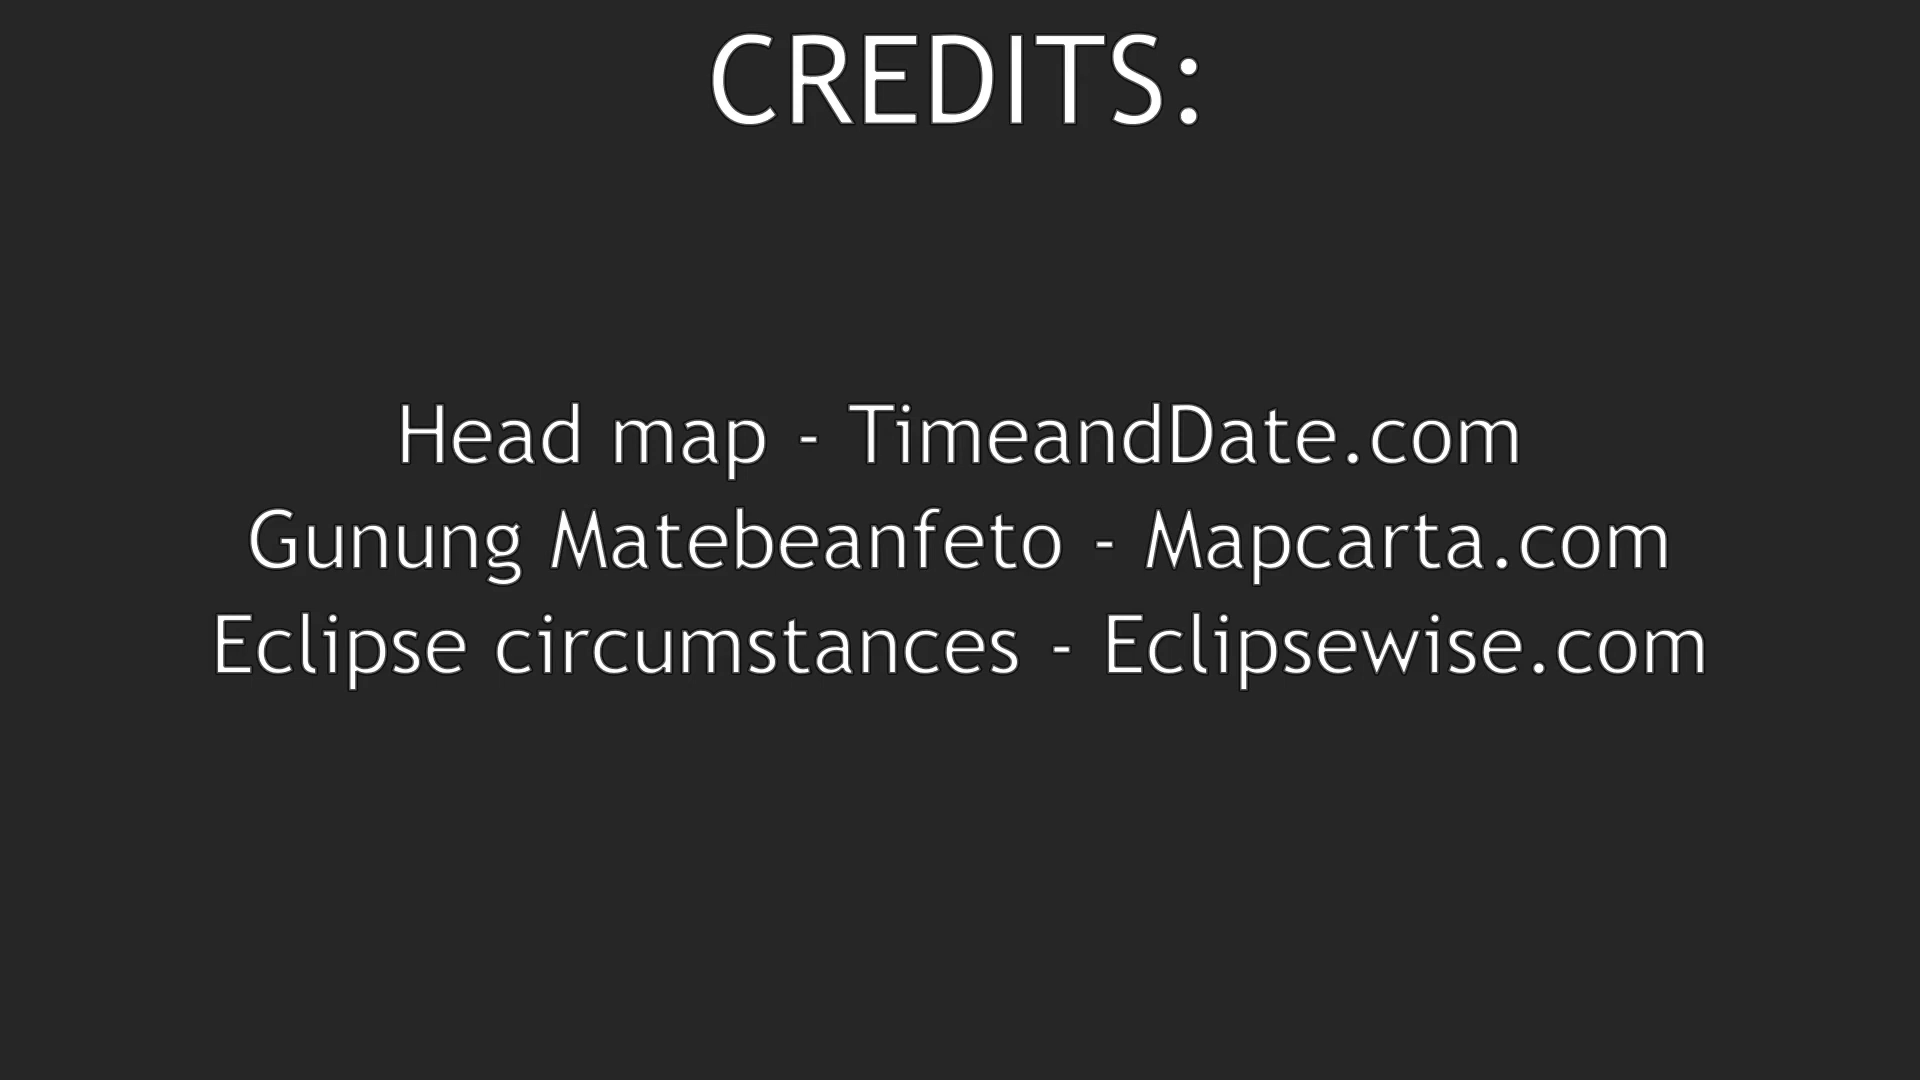 CREDITS:
Head map - TimeandDate.com
Gunung Matebeanfeto - Mapcarta.com
Eclipse circumstances - Eclipsewise.com